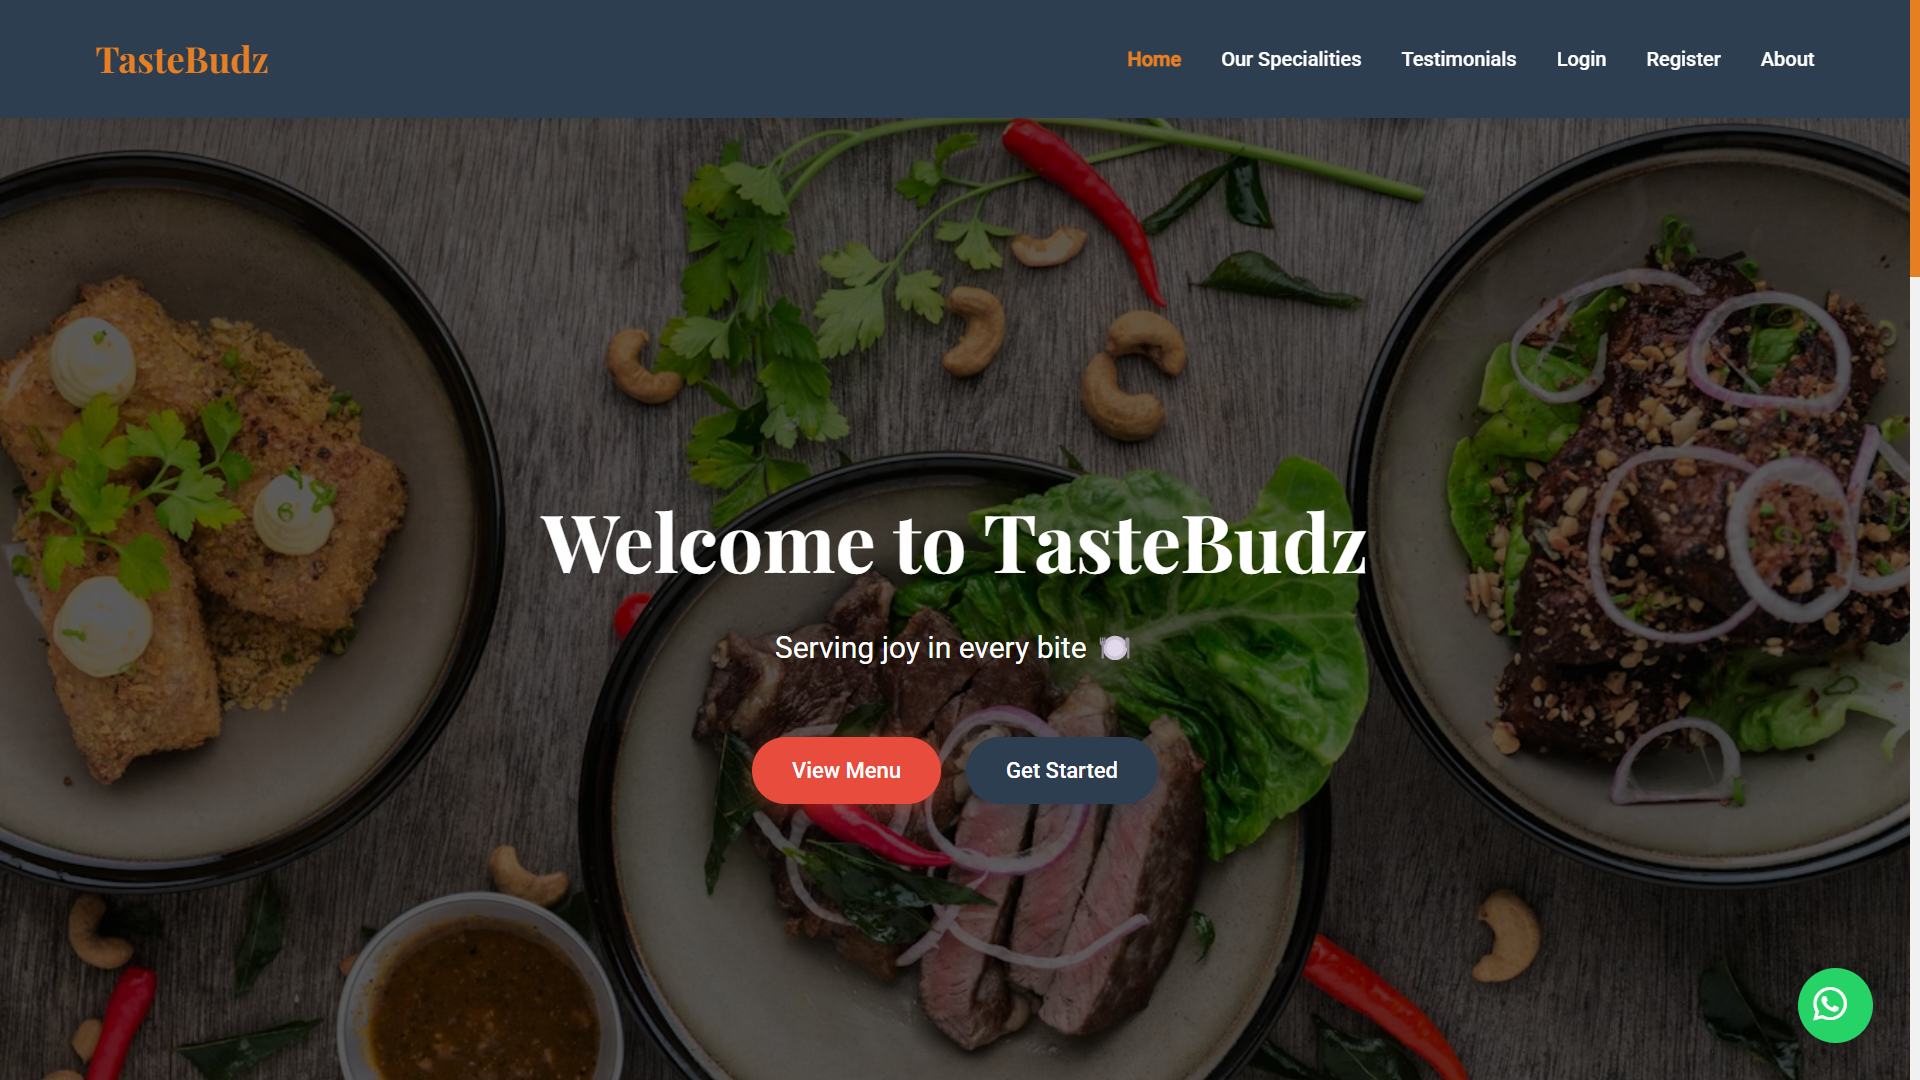 TasteBudz
Home Our Specialities Testimonials Login Register About
Welcome to TasteBudz
Serving joy in every bite 🍽️
View Menu Get Started